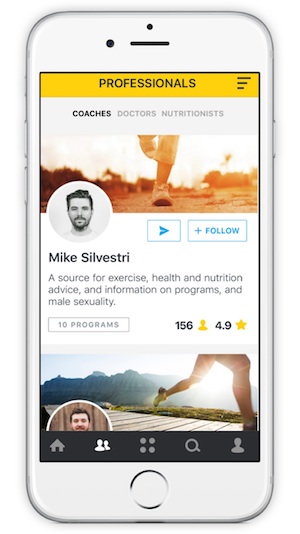 PROFESSIONALS
COACHES DOCTORS NUTRITIONISTS
+ FOLLOW
Mike Silvestri
A source for exercise, health and nutrition
advice, and information on programs, and
male sexuality.
10 PROGRAMS
156
4.9